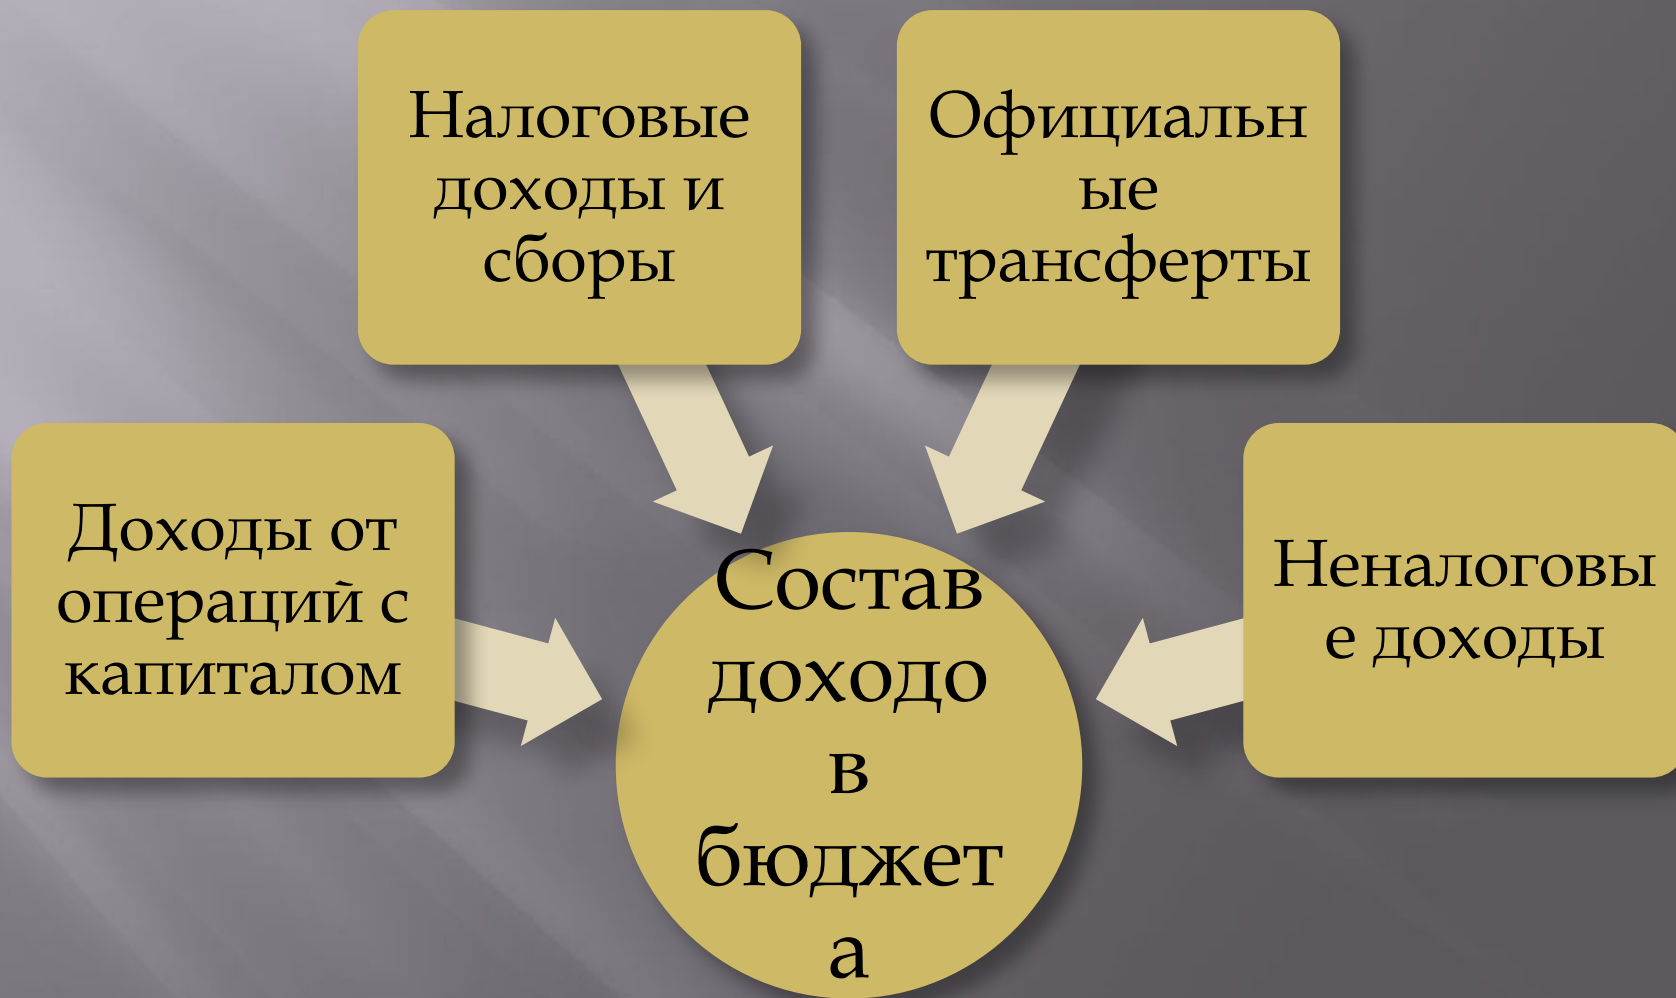 Налоговые
доходы и
сборы
Официальн
ые
трансферты
Доходы от
операций с
капиталом
Неналоговы
е доходы
Состав
доходо
в
бюджет
а